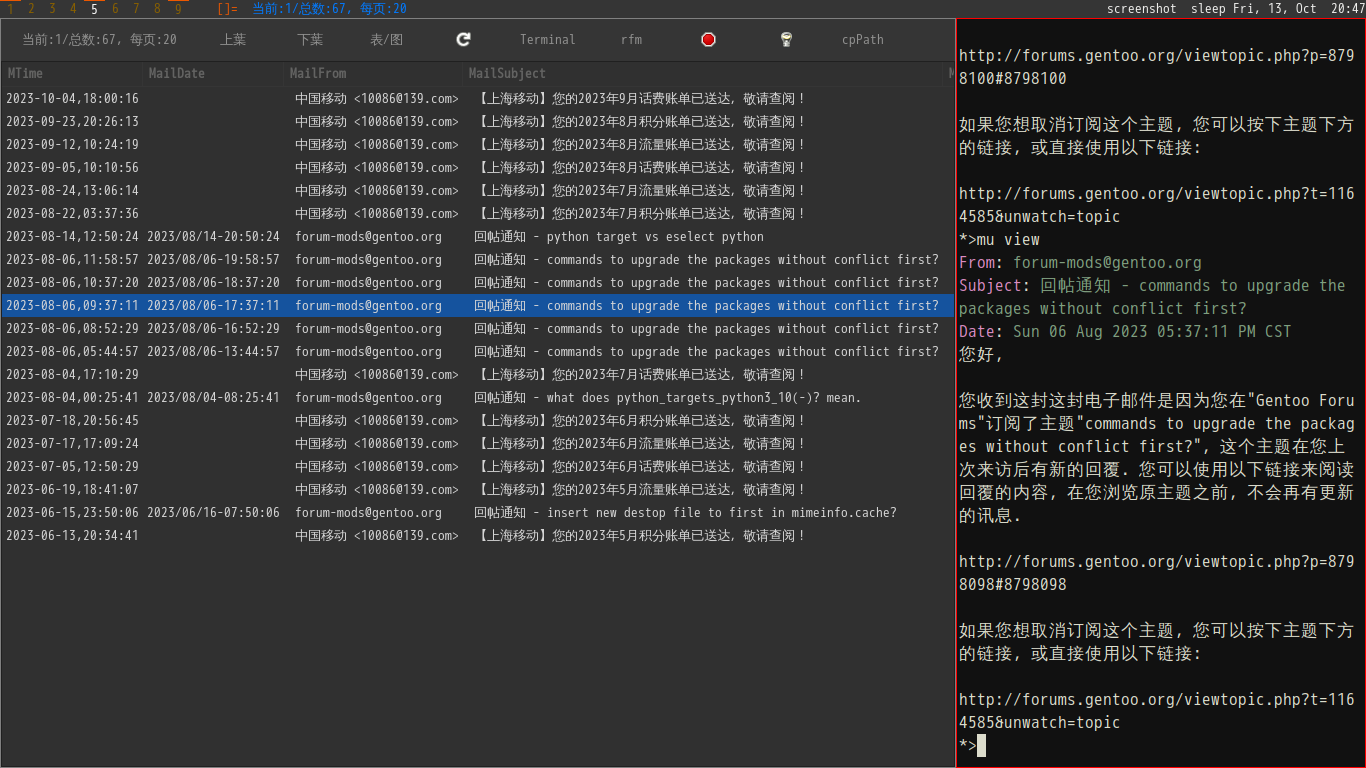 1 2 3 4 5 6 7 8 9 []= 当前:1/总数:67, 每页:20 screenshot sleep Fri, 13, Oct 20:47
当前:1/总数:67, 每页:20 上葉 下葉 表/图 Terminal rfm cpPath
MTime MailDate MailFrom MailSubject
2023-10-04,18:00:16 中国移动 <10086@139.com> 【上海移动】您的2023年9月话费账单已送达, 敬请查阅！
2023-09-23,20:26:13 中国移动 <10086@139.com> 【上海移动】您的2023年8月积分账单已送达, 敬请查阅！
2023-09-12,10:24:19 中国移动 <10086@139.com> 【上海移动】您的2023年8月流量账单已送达, 敬请查阅！
2023-09-05,10:10:56 中国移动 <10086@139.com> 【上海移动】您的2023年8月话费账单已送达, 敬请查阅！
2023-08-24,13:06:14 中国移动 <10086@139.com> 【上海移动】您的2023年7月流量账单已送达, 敬请查阅！
2023-08-22,03:37:36 中国移动 <10086@139.com> 【上海移动】您的2023年7月积分账单已送达, 敬请查阅！
2023-08-14,12:50:24 2023/08/14-20:50:24 forum-mods@gentoo.org 回帖通知 - python target vs eselect python
2023-08-06,11:58:57 2023/08/06-19:58:57 forum-mods@gentoo.org 回帖通知 - commands to upgrade the packages without conflict first?
2023-08-06,10:37:20 2023/08/06-18:37:20 forum-mods@gentoo.org 回帖通知 - commands to upgrade the packages without conflict first?
2023-08-06,09:37:11 2023/08/06-17:37:11 forum-mods@gentoo.org 回帖通知 - commands to upgrade the packages without conflict first?
2023-08-06,08:52:29 2023/08/06-16:52:29 forum-mods@gentoo.org 回帖通知 - commands to upgrade the packages without conflict first?
2023-08-06,05:44:57 2023/08/06-13:44:57 forum-mods@gentoo.org 回帖通知 - commands to upgrade the packages without conflict first?
2023-08-04,17:10:29 中国移动 <10086@139.com> 【上海移动】您的2023年7月话费账单已送达, 敬请查阅！
2023-08-04,00:25:41 2023/08/04-08:25:41 forum-mods@gentoo.org 回帖通知 - what does python_targets_python3_10(-)? mean.
2023-07-18,20:56:45 中国移动 <10086@139.com> 【上海移动】您的2023年6月积分账单已送达, 敬请查阅！
2023-07-17,17:09:24 中国移动 <10086@139.com> 【上海移动】您的2023年6月流量账单已送达, 敬请查阅！
2023-07-05,12:50:29 中国移动 <10086@139.com> 【上海移动】您的2023年6月话费账单已送达, 敬请查阅！
2023-06-19,18:41:07 中国移动 <10086@139.com> 【上海移动】您的2023年5月流量账单已送达, 敬请查阅！
2023-06-15,23:50:06 2023/06/16-07:50:06 forum-mods@gentoo.org 回帖通知 - insert new destop file to first in mimeinfo.cache?
2023-06-13,20:34:41 中国移动 <10086@139.com> 【上海移动】您的2023年5月积分账单已送达, 敬请查阅！
http://forums.gentoo.org/viewtopic.php?p=879
8100#8798100
如果您想取消订阅这个主题, 您可以按下主题下方
的链接, 或直接使用以下链接:
http://forums.gentoo.org/viewtopic.php?t=116
4585&unwatch=topic
*>mu view
From: forum-mods@gentoo.org
Subject: 回帖通知 - commands to upgrade the
packages without conflict first?
Date: Sun 06 Aug 2023 05:37:11 PM CST
您好,
您收到这封这封电子邮件是因为您在"Gentoo Foru
ms"订阅了主题"commands to upgrade the packag
es without conflict first?", 这个主题在您上
次来访后有新的回覆. 您可以使用以下链接来阅读
回覆的内容, 在您浏览原主题之前, 不会再有更新
的讯息.
http://forums.gentoo.org/viewtopic.php?p=879
8098#8798098
如果您想取消订阅这个主题, 您可以按下主题下方
的链接, 或直接使用以下链接:
http://forums.gentoo.org/viewtopic.php?t=116
4585&unwatch=topic
*>